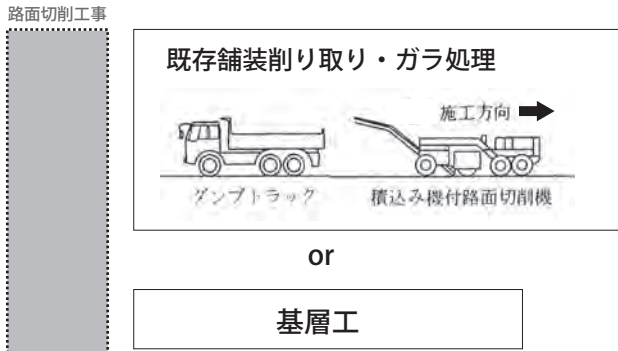 路面切削工事
既存舗装削り取り・ガラ処理
施工方向
ダンプトラック
積込み機付路面切削機
or
基層工